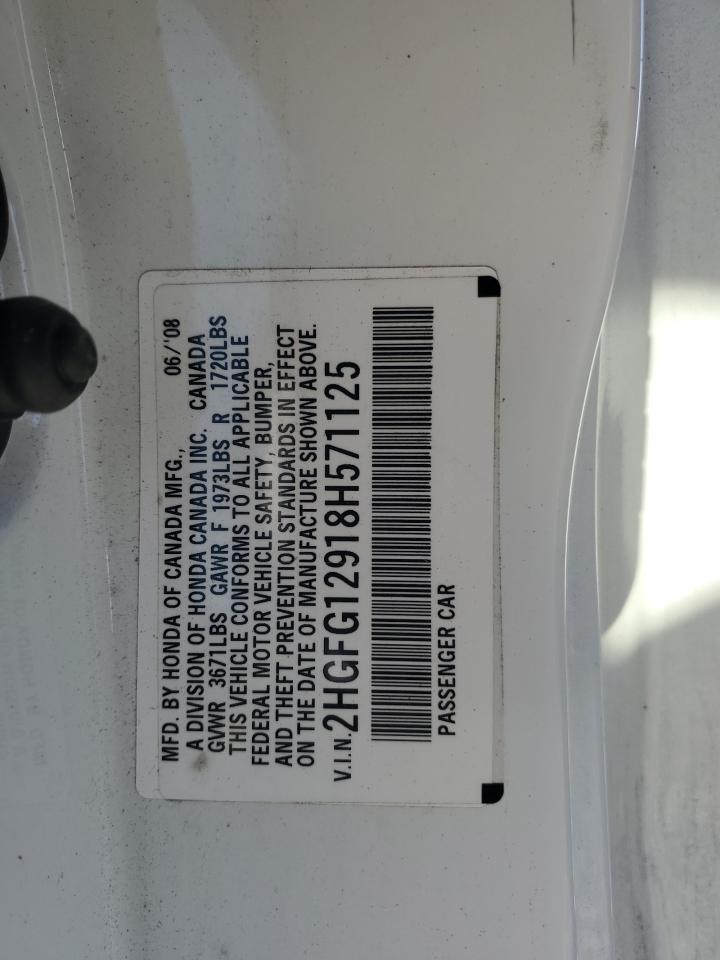 MFD. BY HONDA OF CANADA MFG., 06/'08
A DIVISION OF HONDA CANADA INC. CANADA
GVWR 3671LBS GAWR F 1973LBS R 1720LBS
THIS VEHICLE CONFORMS TO ALL APPLICABLE
FEDERAL MOTOR VEHICLE SAFETY, BUMPER,
AND THEFT PREVENTION STANDARDS IN EFFECT
ON THE DATE OF MANUFACTURE SHOWN ABOVE.
V.I.N. 2HGFG12918H571125
PASSENGER CAR